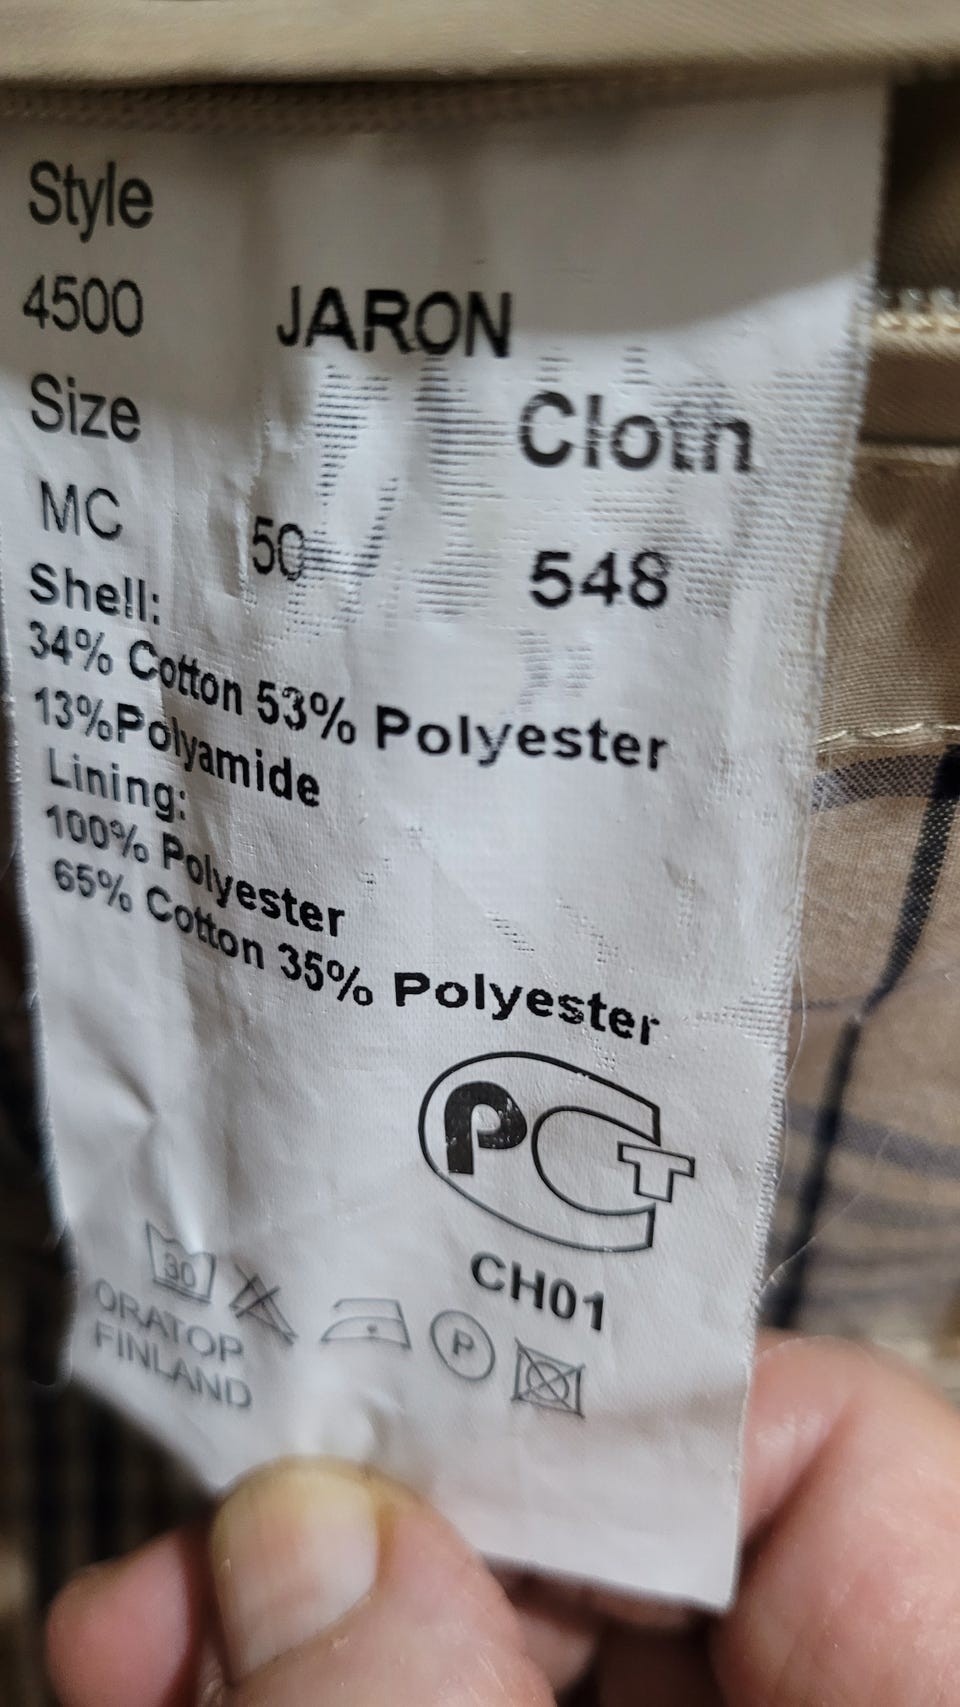 Style
4500 JARON
Size Cloth
MC 50 548
Shell:
34% Cotton 53% Polyester
13%Polyamide
Lining:
100% Polyester
65% Cotton 35% Polyester
PCT
CH01
30
P
ORATOP
FINLAND